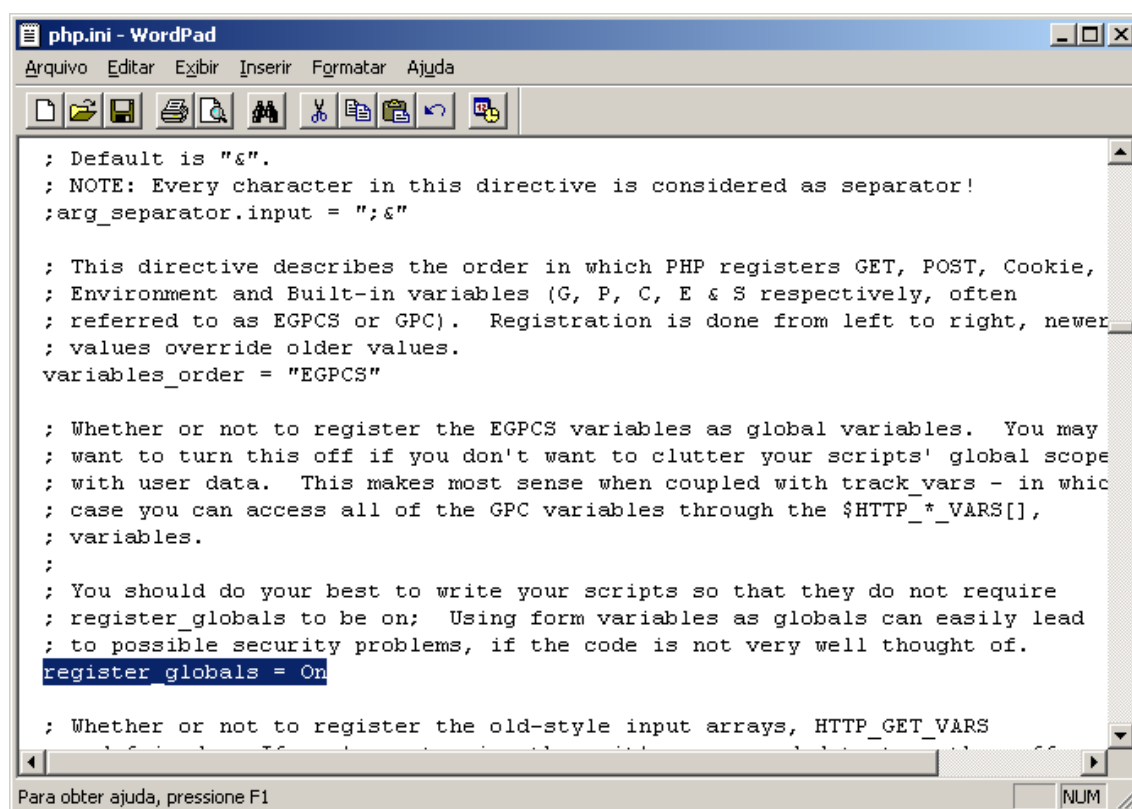 php.ini - WordPad
Arquivo Editar Exibir Inserir Formatar Ajuda
; Default is "&".
; NOTE: Every character in this directive is considered as separator!
;arg_separator.input = ";&"
; This directive describes the order in which PHP registers GET, POST, Cookie,
; Environment and Built-in variables (G, P, C, E & S respectively, often
; referred to as EGPCS or GPC).  Registration is done from left to right, newer
; values override older values.
variables_order = "EGPCS"
; Whether or not to register the EGPCS variables as global variables.  You may
; want to turn this off if you don't want to clutter your scripts' global scope
; with user data.  This makes most sense when coupled with track_vars - in whic
; case you can access all of the GPC variables through the $HTTP_*_VARS[],
; variables.
;
; You should do your best to write your scripts so that they do not require
; register_globals to be on;  Using form variables as globals can easily lead
; to possible security problems, if the code is not very well thought of.
register_globals = On
; Whether or not to register the old-style input arrays, HTTP_GET_VARS
Para obter ajuda, pressione F1
NUM